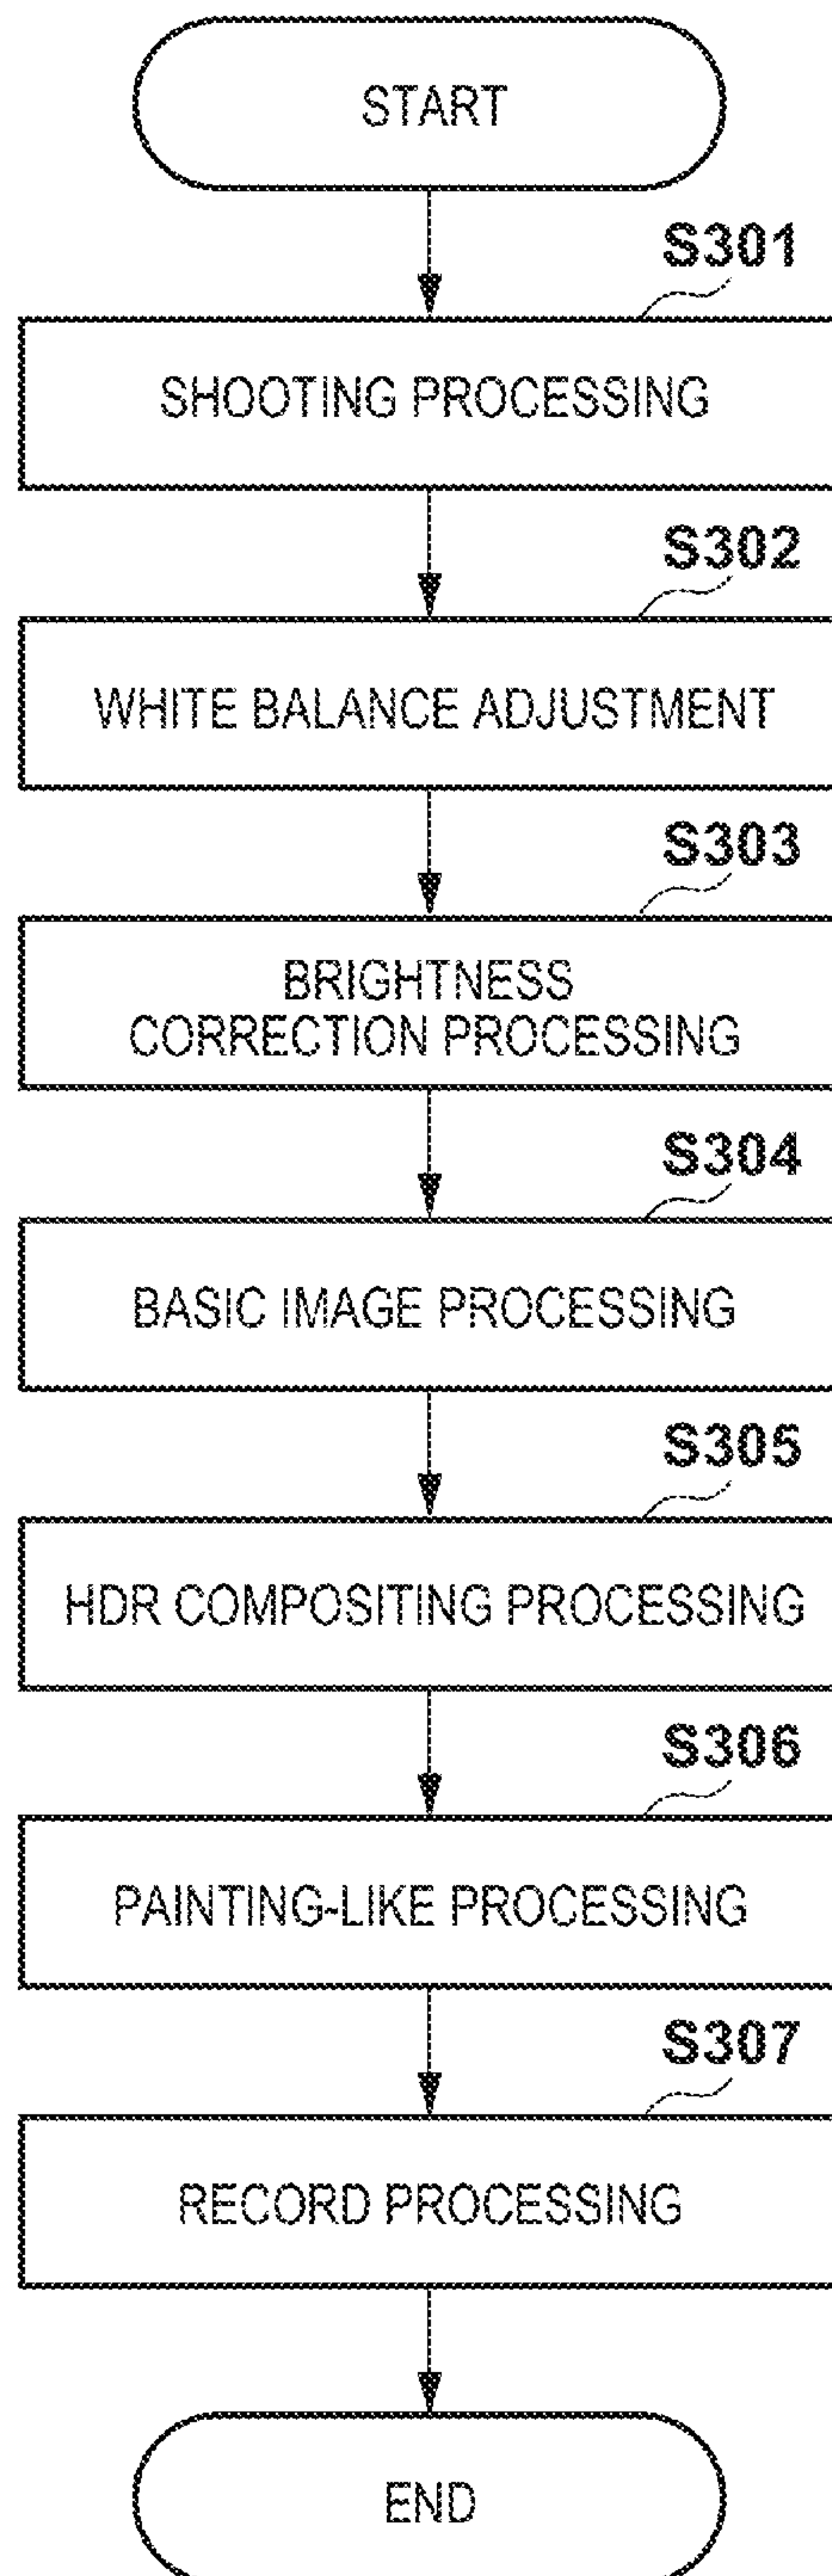 START
S301
SHOOTING PROCESSING
S302
WHITE BALANCE ADJUSTMENT
S303
BRIGHTNESS
CORRECTION PROCESSING
S304
BASIC IMAGE PROCESSING
S305
HDR COMPOSITING PROCESSING
S306
PAINTING-LIKE PROCESSING
S307
RECORD PROCESSING
END